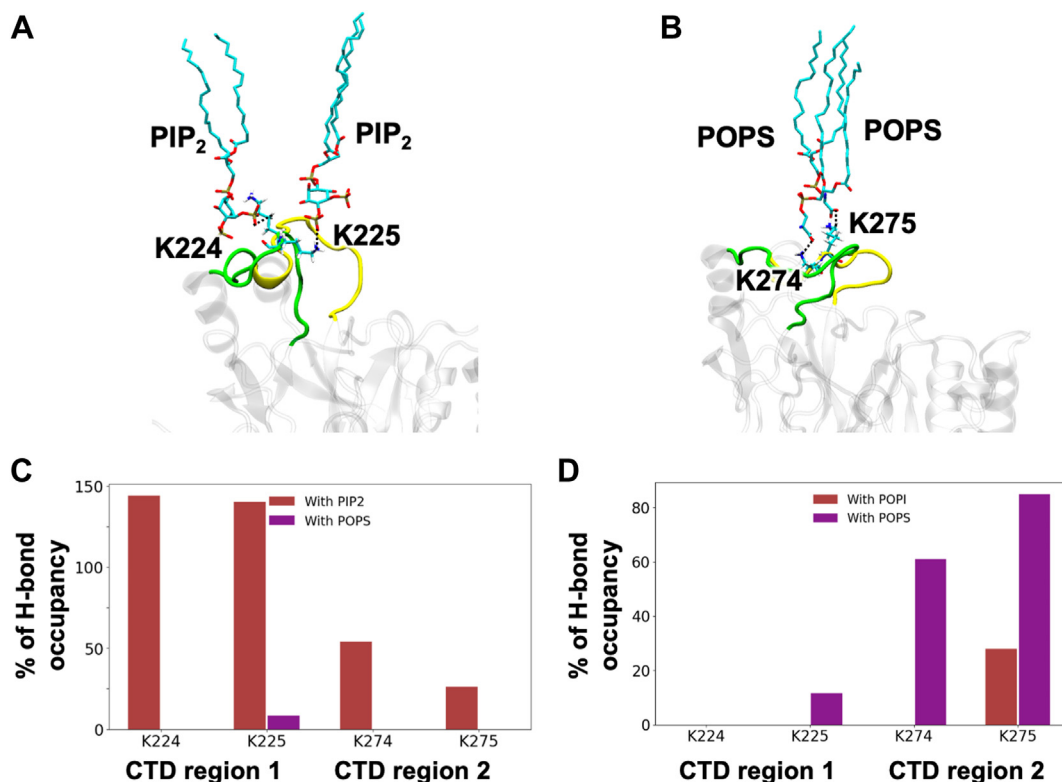 A
PIP2
PIP2
K224
K225
B
POPS
POPS
K275
K274
C
% of H-bond
occupancy
150
100
50
0
With PIP2
With POPS
K224
K225
K274
K275
CTD region 1
CTD region 2
D
% of H-bond
occupancy
80
60
40
20
0
With POPI
With POPS
K224
K225
K274
K275
CTD region 1
CTD region 2